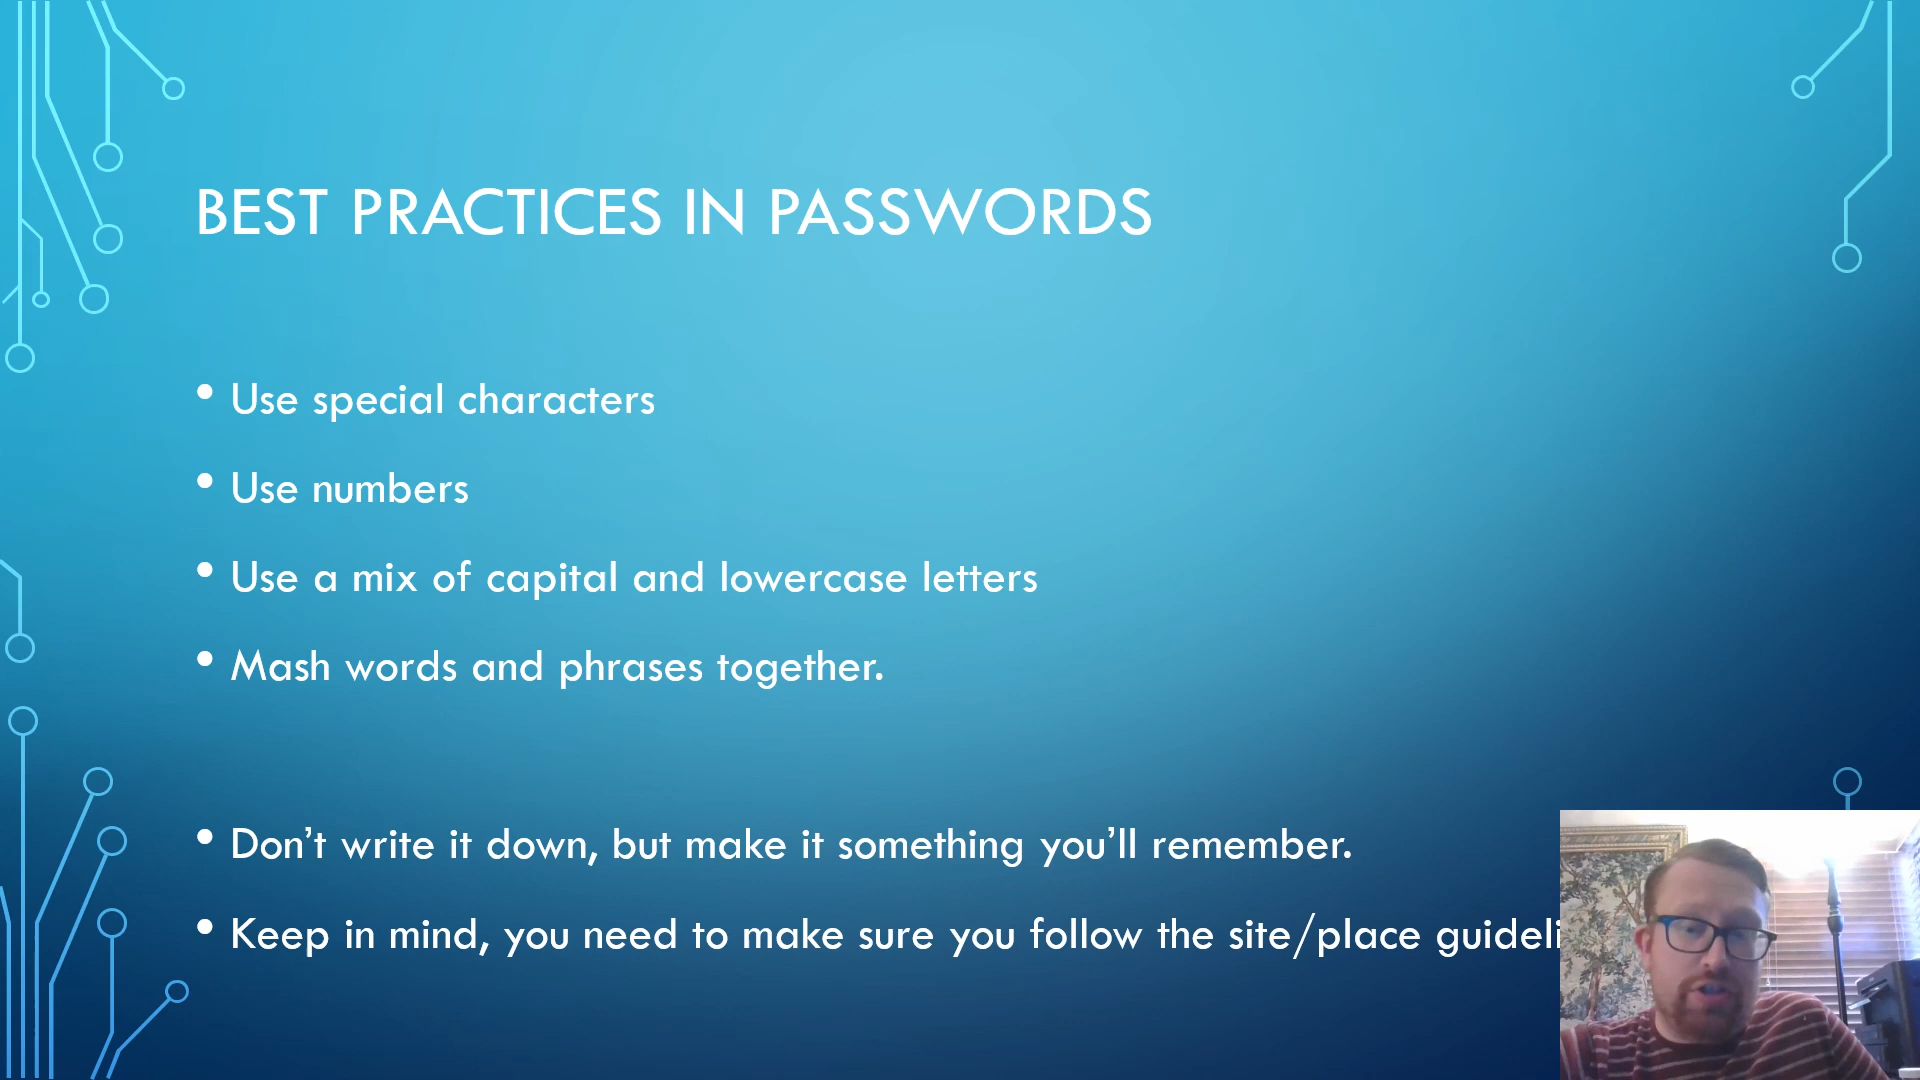 BEST PRACTICES IN PASSWORDS
• Use special characters
• Use numbers
• Use a mix of capital and lowercase letters
• Mash words and phrases together.
• Don’t write it down, but make it something you’ll remember.
• Keep in mind, you need to make sure you follow the site/place